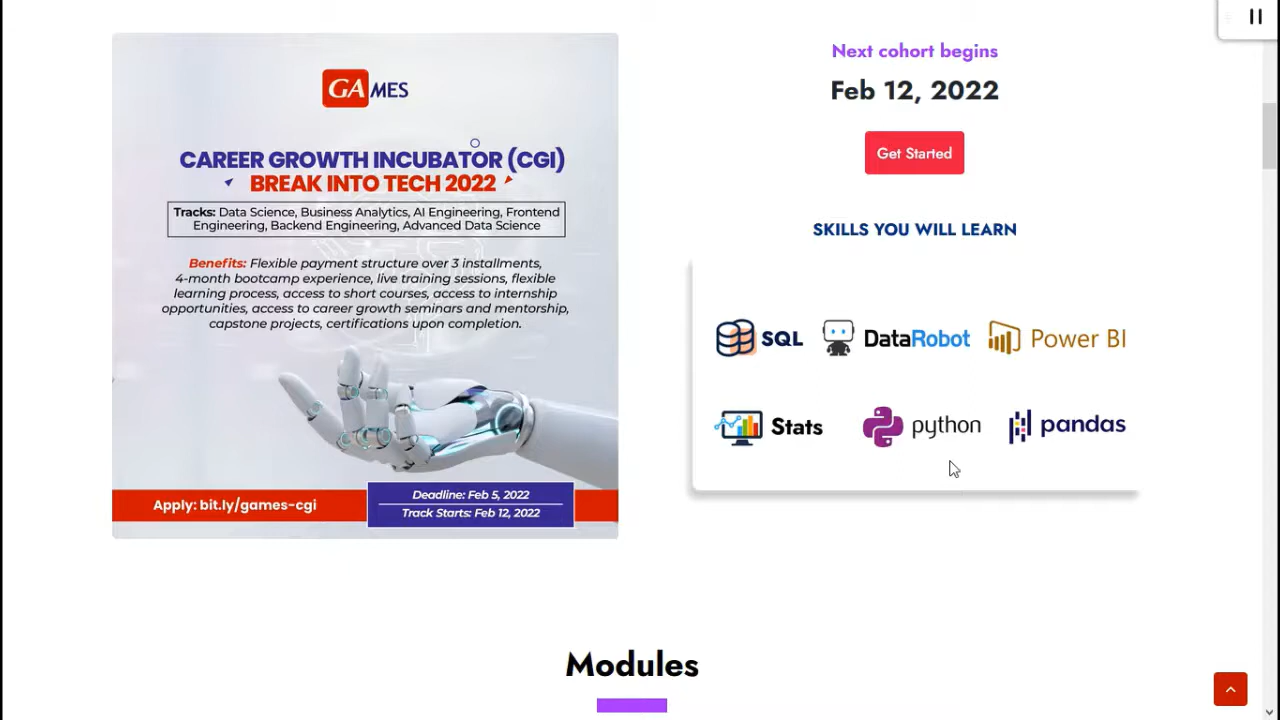 GAMES
CAREER GROWTH INCUBATOR (CGI)
BREAK INTO TECH 2022
Tracks: Data Science, Business Analytics, AI Engineering, Frontend
Engineering, Backend Engineering, Advanced Data Science
Benefits: Flexible payment structure over 3 installments,
4-month bootcamp experience, live training sessions, flexible
learning process, access to short courses, access to internship
opportunities, access to career growth seminars and mentorship,
capstone projects, certifications upon completion.
Apply: bit.ly/games-cgi
Deadline: Feb 5, 2022
Track Starts: Feb 12, 2022
Next cohort begins
Feb 12, 2022
Get Started
SKILLS YOU WILL LEARN
SQL DataRobot Power BI
Stats python pandas
Modules